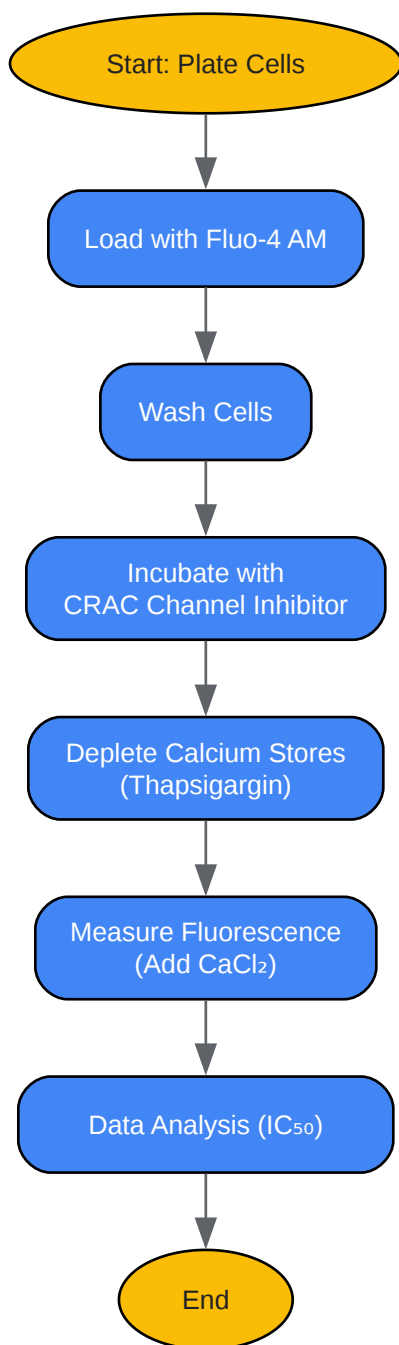 Start: Plate Cells
Load with Fluo-4 AM
Wash Cells
Incubate with
CRAC Channel Inhibitor
Deplete Calcium Stores
(Thapsigargin)
Measure Fluorescence
(Add CaCl₂)
Data Analysis (IC₅₀)
End